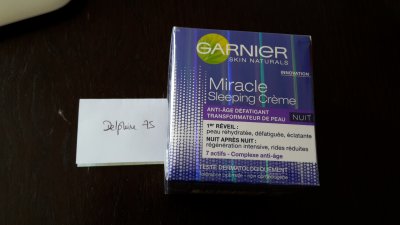 GARNIER
SKIN NATURALS
INNOVATION
Miracle
Sleeping Crème
ANTI-ÂGE DÉFATIGANT
TRANSFORMATEUR DE PEAU
NUIT
1ER RÉVEIL :
peau réhydratée, défatiguée, éclatante
NUIT APRÈS NUIT :
régénération intensive, rides réduites
7 actifs - Complexe anti-âge
TESTÉ DERMATOLOGIQUEMENT
Delphine 75